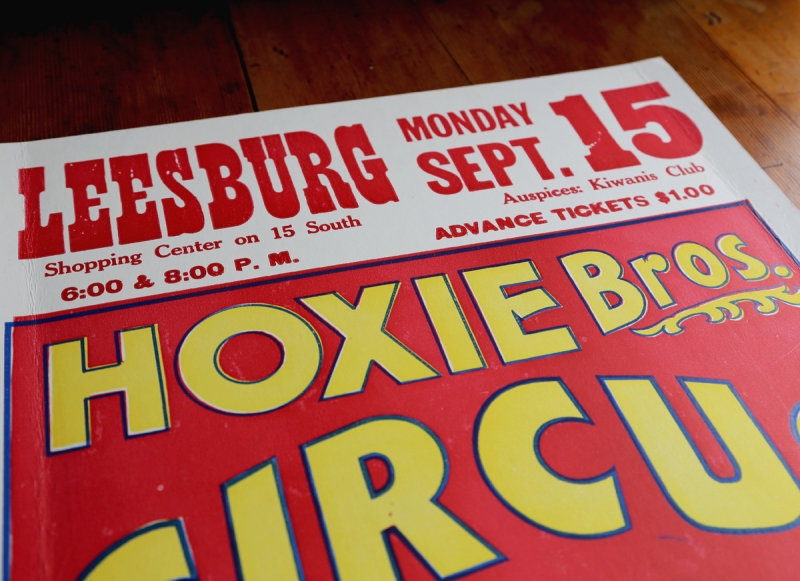 LEESBURG
MONDAY
SEPT. 15
Shopping Center on 15 South
6:00 & 8:00 P. M.
Auspices: Kiwanis Club
ADVANCE TICKETS $1.00
HOXIE Bros.
CIRCU